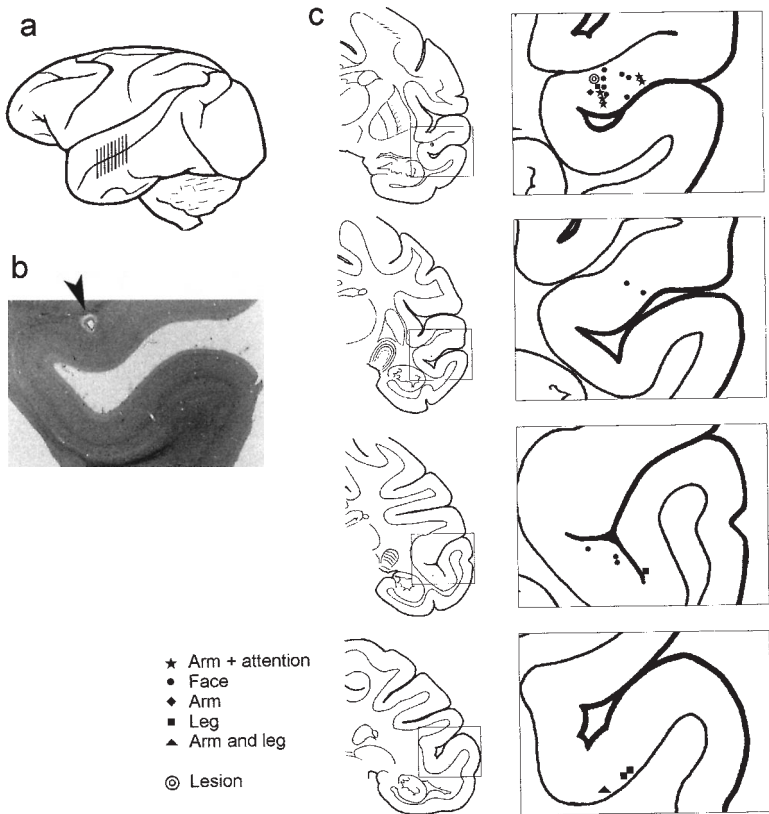 a
c
b
Arm + attention
Face
Arm
Leg
Arm and leg
Lesion